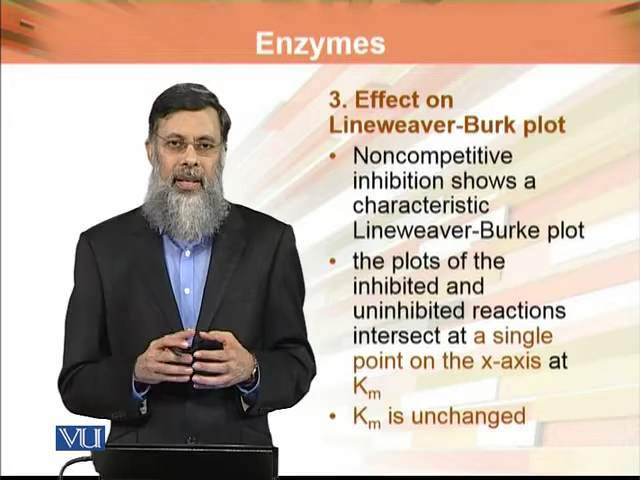 Enzymes
3. Effect on
Lineweaver-Burk plot
• Noncompetitive
inhibition shows a
characteristic
Lineweaver-Burke plot
• the plots of the
inhibited and
uninhibited reactions
intersect at a single
point on the x-axis at
Km
• Km is unchanged
VU